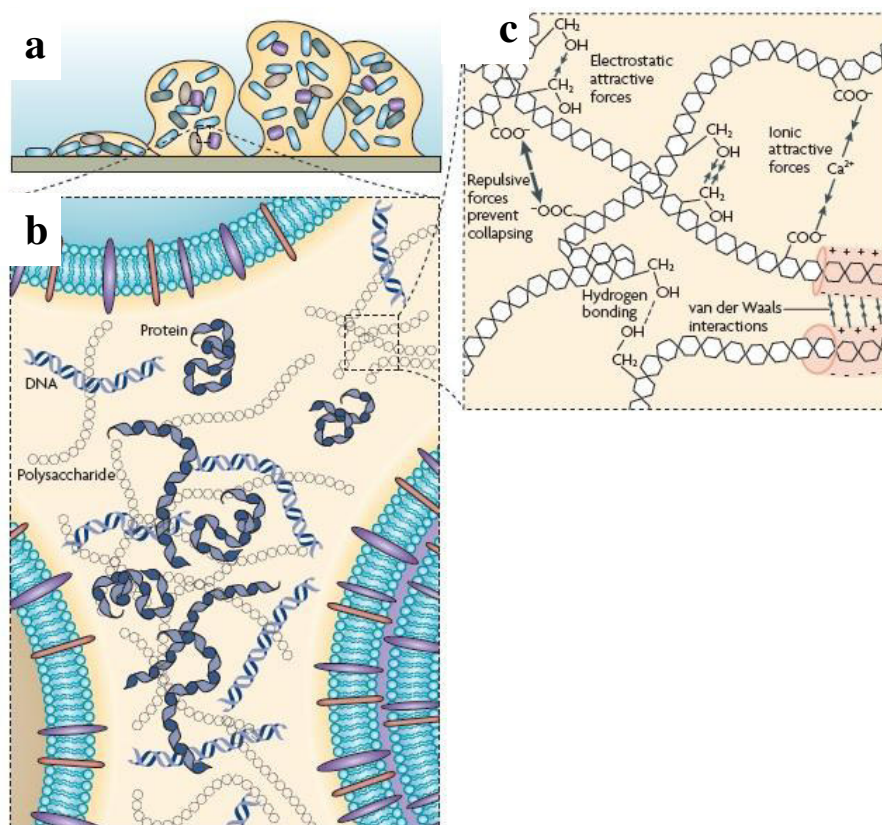 a
b
Protein
DNA
Polysaccharide
c
CH₂
OH
CH₂
OH
Electrostatic
attractive
forces
COO⁻
Repulsive
forces
prevent
collapsing
⁻OOC
CH₂
OH
CH₂
OH
COO⁻
Ionic
attractive
forces
Ca²⁺
COO⁻
+ + + +
- - - -
van der Waals
interactions
+ + + +
- - - -
Hydrogen
bonding
CH₂
OH
OH
CH₂